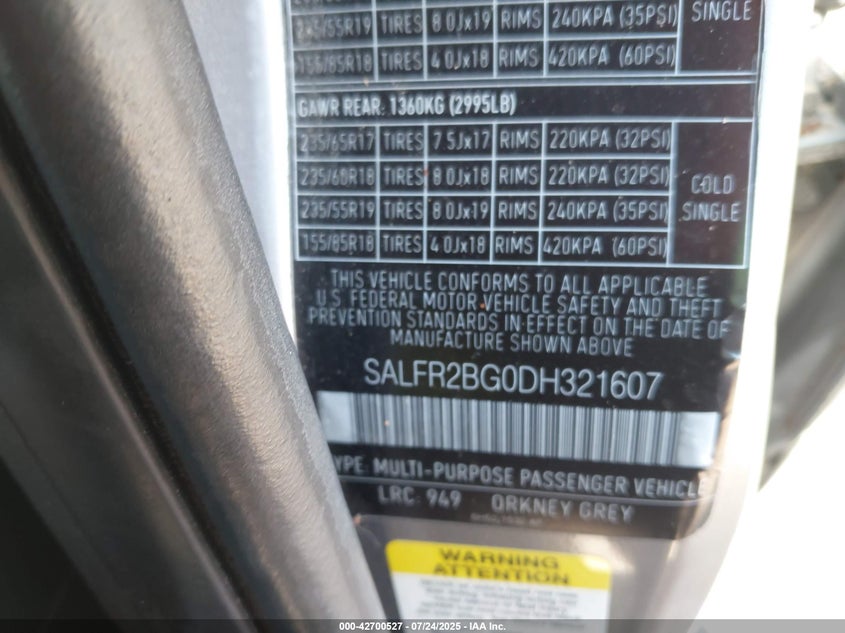 235/55R19 TIRES 8.0Jx19 RIMS 240KPA (35PSI) SINGLE
155/85R18 TIRES 4.0Jx18 RIMS 420KPA (60PSI)
GAWR REAR: 1360KG (2995LB)
235/65R17 TIRES 7.5Jx17 RIMS 220KPA (32PSI)
235/60R18 TIRES 8.0Jx18 RIMS 220KPA (32PSI) COLD
235/55R19 TIRES 8.0Jx19 RIMS 240KPA (35PSI) SINGLE
155/85R18 TIRES 4.0Jx18 RIMS 420KPA (60PSI)
THIS VEHICLE CONFORMS TO ALL APPLICABLE
U.S. FEDERAL MOTOR VEHICLE SAFETY AND THEFT
PREVENTION STANDARDS IN EFFECT ON THE DATE OF
MANUFACTURE SHOWN ABOVE
SALFR2BG0DH321607
TYPE: MULTI-PURPOSE PASSENGER VEHICLE
LRC: 949 ORKNEY GREY
WARNING
ATTENTION
000-42700527 | 07/24/2025 | IAA Inc.